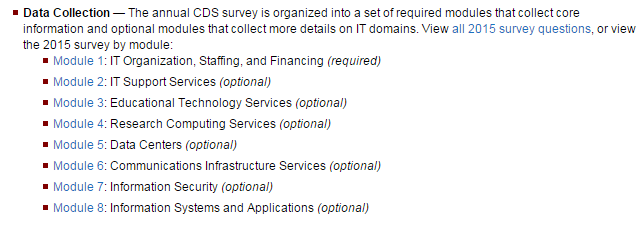 Data Collection — The annual CDS survey is organized into a set of required modules that collect core
information and optional modules that collect more details on IT domains. View all 2015 survey questions, or view
the 2015 survey by module:
Module 1: IT Organization, Staffing, and Financing (required)
Module 2: IT Support Services (optional)
Module 3: Educational Technology Services (optional)
Module 4: Research Computing Services (optional)
Module 5: Data Centers (optional)
Module 6: Communications Infrastructure Services (optional)
Module 7: Information Security (optional)
Module 8: Information Systems and Applications (optional)